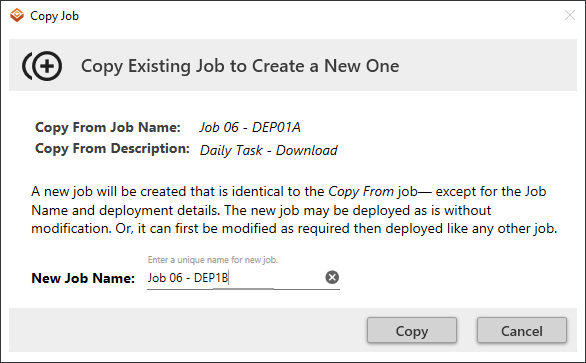 Copy Job
Copy Existing Job to Create a New One
Copy From Job Name: Job 06 - DEP01A
Copy From Description: Daily Task - Download
A new job will be created that is identical to the Copy From job— except for the Job
Name and deployment details. The new job may be deployed as is without
modification. Or, it can first be modified as required then deployed like any other job.
Enter a unique name for new job.
New Job Name: Job 06 - DEP1B
Copy Cancel